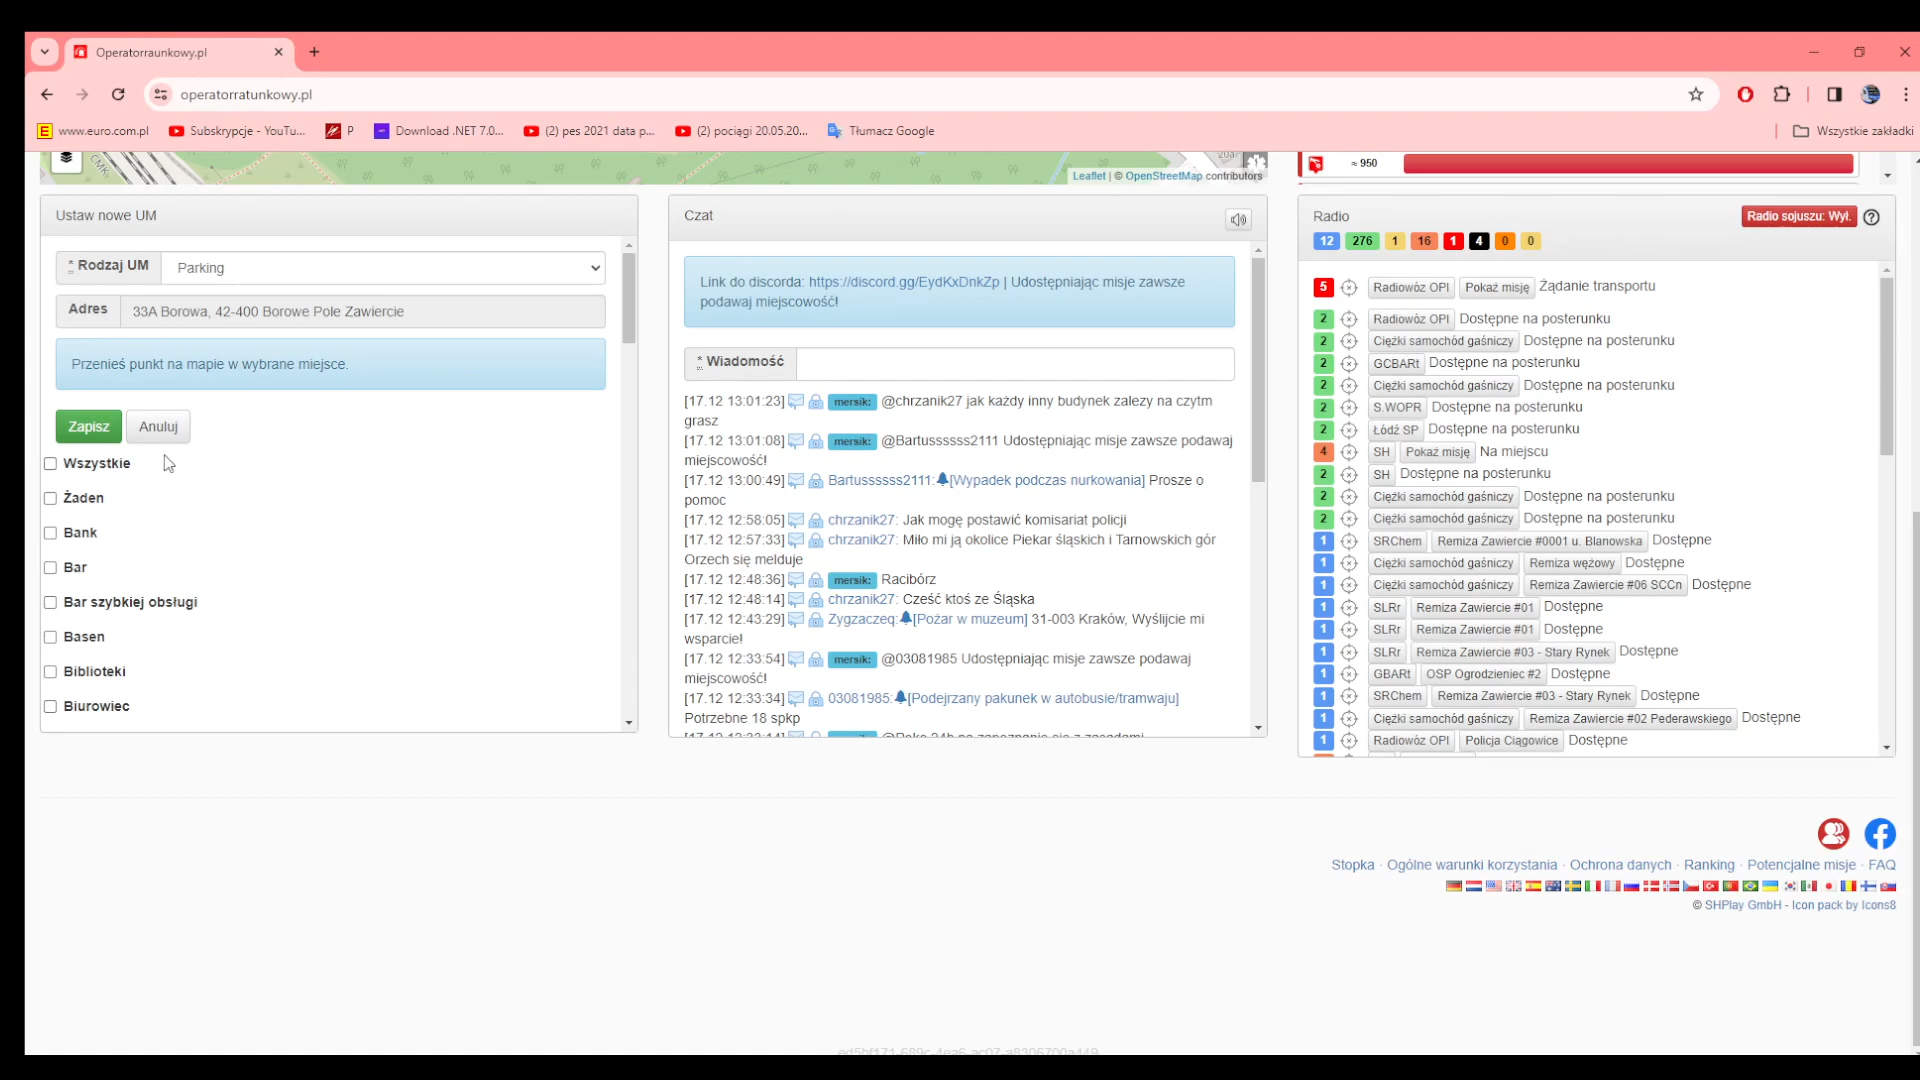 Operatorraunkowy.pl
operatorratunkowy.pl
www.euro.com.pl
Subskrypcje - YouTu...
P
Download .NET 7.0...
(2) pes 2021 data p...
(2) pociągi 20.05.20...
Tłumacz Google
Wszystkie zakładki
CMK
20a
Leaflet | © OpenStreetMap contributors
≈ 950
Ustaw nowe UM
* Rodzaj UM
Parking
Adres
33A Borowa, 42-400 Borowe Pole Zawiercie
Przenieś punkt na mapie w wybrane miejsce.
Zapisz
Anuluj
Wszystkie
Żaden
Bank
Bar
Bar szybkiej obsługi
Basen
Biblioteki
Biurowiec
Czat
Link do discorda: https://discord.gg/EydKxDnkZp | Udostępniając misje zawsze
podawaj miejscowość!
* Wiadomość
[17.12 13:01:23] mersik: @chrzanik27 jak każdy inny budynek zalezy na czytm
grasz
[17.12 13:01:08] mersik: @Bartussssss2111 Udostępniając misje zawsze podawaj
miejscowość!
[17.12 13:00:49] Bartussssss2111: [Wypadek podczas nurkowania] Prosze o
pomoc
[17.12 12:58:05] chrzanik27: Jak mogę postawić komisariat policji
[17.12 12:57:33] chrzanik27: Miło mi ją okolice Piekar śląskich i Tarnowskich gór
Orzech się melduje
[17.12 12:48:36] mersik: Racibórz
[17.12 12:48:14] chrzanik27: Cześć ktoś ze Śląska
[17.12 12:43:29] Zygzaczeq: [Pożar w muzeum] 31-003 Kraków, Wyślijcie mi
wsparcie!
[17.12 12:33:54] mersik: @03081985 Udostępniając misje zawsze podawaj
miejscowość!
[17.12 12:33:34] 03081985: [Podejrzany pakunek w autobusie/tramwaju]
Potrzebne 18 spkp
Radio
Radio sojuszu: Wył.
12 276 1 16 1 4 0 0
5 Radiowóz OPI Pokaż misję Żądanie transportu
2 Radiowóz OPI Dostępne na posterunku
2 Ciężki samochód gaśniczy Dostępne na posterunku
2 GCBARt Dostępne na posterunku
2 Ciężki samochód gaśniczy Dostępne na posterunku
2 S.WOPR Dostępne na posterunku
2 Łódź SP Dostępne na posterunku
4 SH Pokaż misję Na miejscu
2 SH Dostępne na posterunku
2 Ciężki samochód gaśniczy Dostępne na posterunku
2 Ciężki samochód gaśniczy Dostępne na posterunku
1 SRChem Remiza Zawiercie #0001 u. Blanowska Dostępne
1 Ciężki samochód gaśniczy Remiza wężowy Dostępne
1 Ciężki samochód gaśniczy Remiza Zawiercie #06 SCCn Dostępne
1 SLRr Remiza Zawiercie #01 Dostępne
1 SLRr Remiza Zawiercie #01 Dostępne
1 SLRr Remiza Zawiercie #03 - Stary Rynek Dostępne
1 GBARt OSP Ogrodzieniec #2 Dostępne
1 SRChem Remiza Zawiercie #03 - Stary Rynek Dostępne
1 Ciężki samochód gaśniczy Remiza Zawiercie #02 Pederawskiego Dostępne
1 Radiowóz OPI Policja Ciągowice Dostępne
Stopka · Ogólne warunki korzystania · Ochrona danych · Ranking · Potencjalne misje · FAQ
© SHPlay GmbH - Icon pack by Icons8